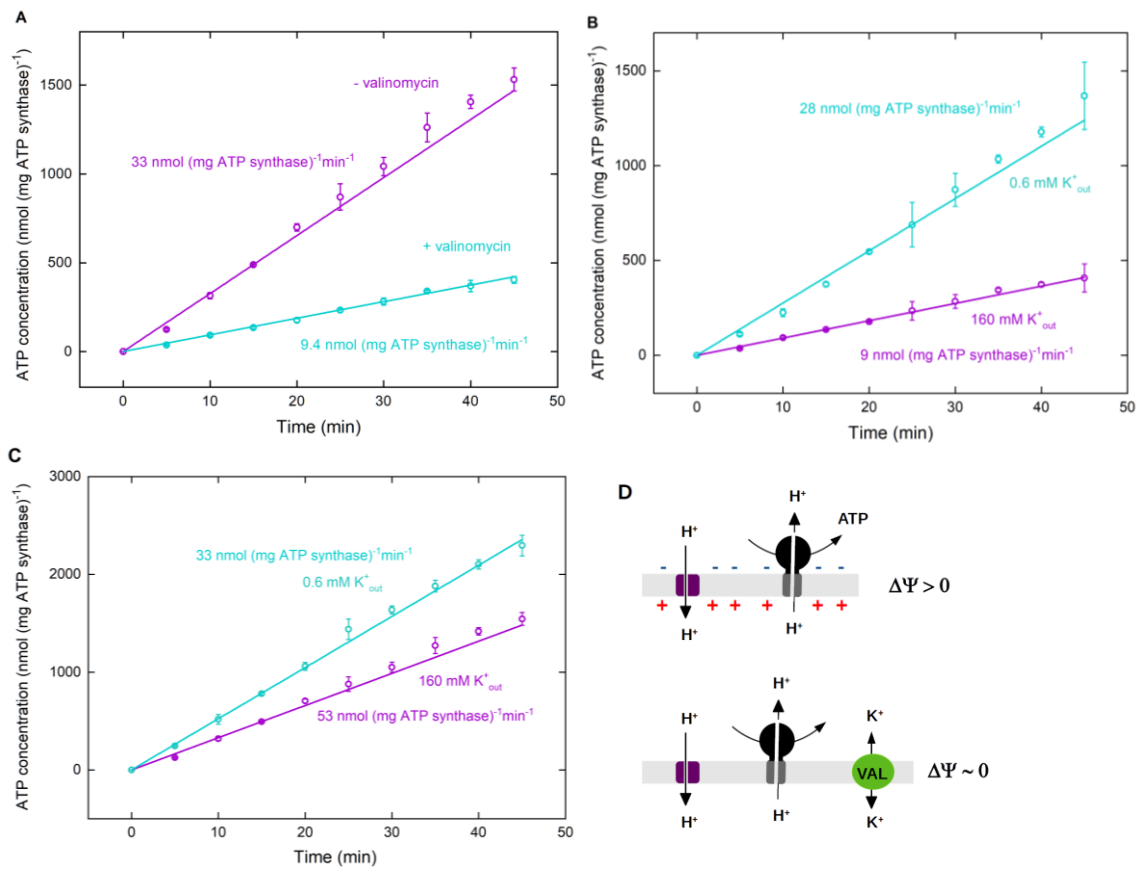 A
ATP concentration (nmol (mg ATP synthase)⁻¹)
1500
1000
500
0
- valinomycin
33 nmol (mg ATP synthase)⁻¹min⁻¹
+ valinomycin
9.4 nmol (mg ATP synthase)⁻¹min⁻¹
0 10 20 30 40 50
Time (min)
B
ATP concentration (nmol (mg ATP synthase)⁻¹)
1500
1000
500
0
28 nmol (mg ATP synthase)⁻¹min⁻¹
0.6 mM K⁺out
160 mM K⁺out
9 nmol (mg ATP synthase)⁻¹min⁻¹
0 10 20 30 40 50
Time (min)
C
ATP concentration (nmol (mg ATP synthase)⁻¹)
3000
2000
1000
0
33 nmol (mg ATP synthase)⁻¹min⁻¹
0.6 mM K⁺out
160 mM K⁺out
53 nmol (mg ATP synthase)⁻¹min⁻¹
0 10 20 30 40 50
Time (min)
D
H⁺
H⁺
ATP
- - - - - -
ΔΨ > 0
+ + + + + +
H⁺
H⁺
H⁺
H⁺
K⁺
VAL
ΔΨ ~ 0
H⁺
H⁺
K⁺